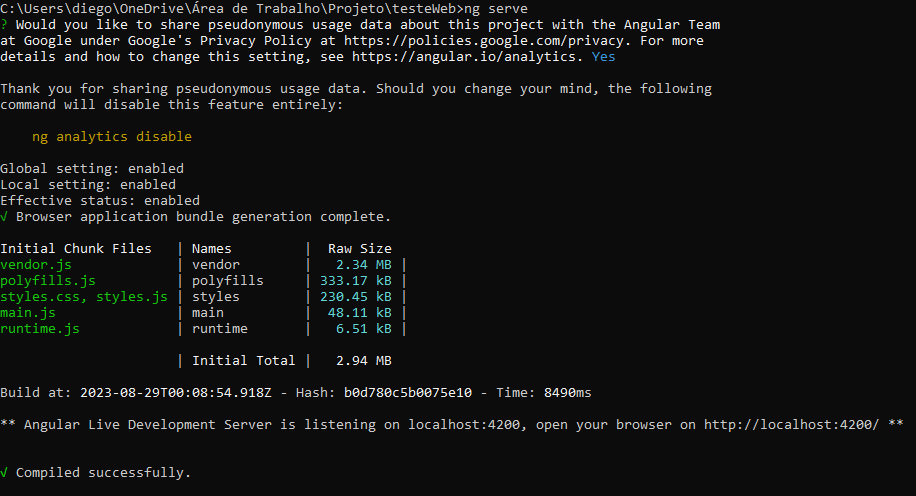 C:\Users\diego\OneDrive\Área de Trabalho\Projeto\testeWeb>ng serve
? Would you like to share pseudonymous usage data about this project with the Angular Team
at Google under Google's Privacy Policy at https://policies.google.com/privacy. For more
details and how to change this setting, see https://angular.io/analytics. Yes
Thank you for sharing pseudonymous usage data. Should you change your mind, the following
command will disable this feature entirely:
ng analytics disable
Global setting: enabled
Local setting: enabled
Effective status: enabled
√ Browser application bundle generation complete.
Initial Chunk Files | Names | Raw Size
vendor.js | vendor | 2.34 MB |
polyfills.js | polyfills | 333.17 kB |
styles.css, styles.js | styles | 230.45 kB |
main.js | main | 48.11 kB |
runtime.js | runtime | 6.51 kB |
| Initial Total | 2.94 MB
Build at: 2023-08-29T00:08:54.918Z - Hash: b0d780c5b0075e10 - Time: 8490ms
** Angular Live Development Server is listening on localhost:4200, open your browser on http://localhost:4200/ **
√ Compiled successfully.